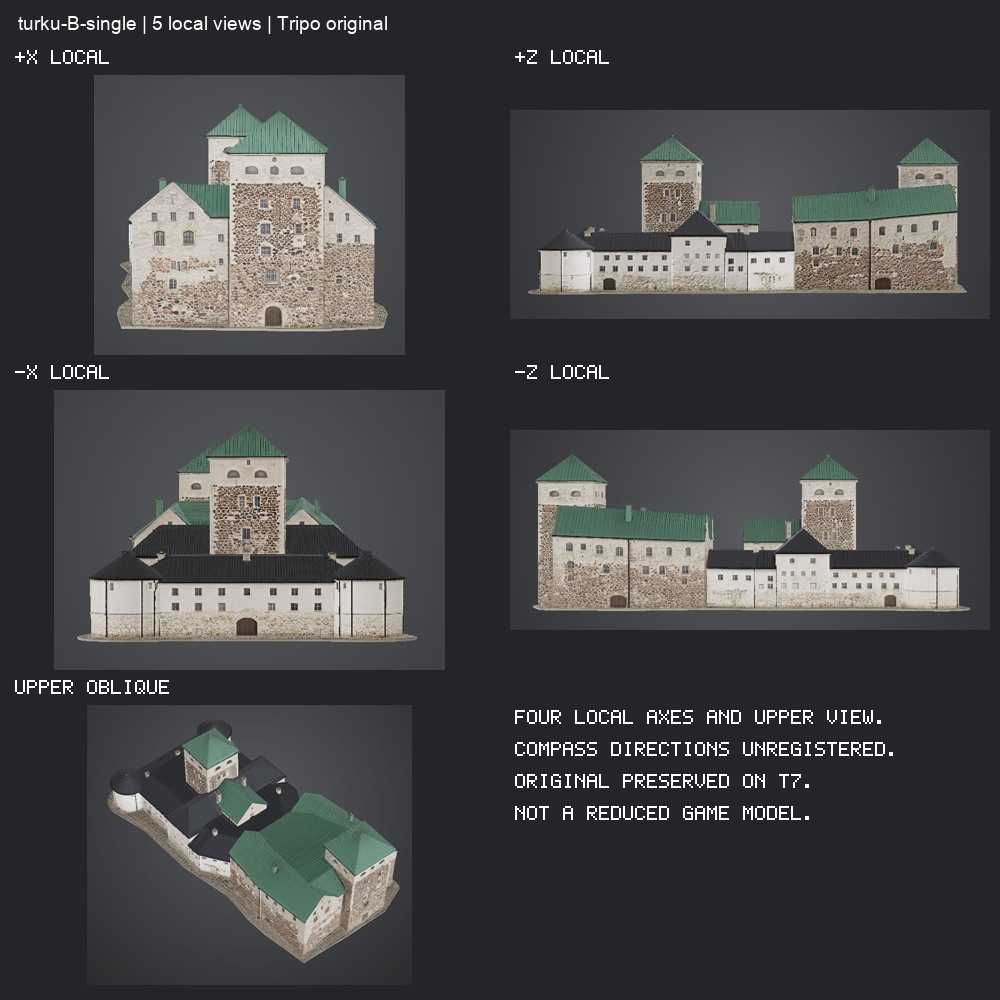 turku-B-single | 5 local views | Tripo original
+X LOCAL
+Z LOCAL
-X LOCAL
-Z LOCAL
UPPER OBLIQUE
FOUR LOCAL AXES AND UPPER VIEW.
COMPASS DIRECTIONS UNREGISTERED.
ORIGINAL PRESERVED ON T7.
NOT A REDUCED GAME MODEL.